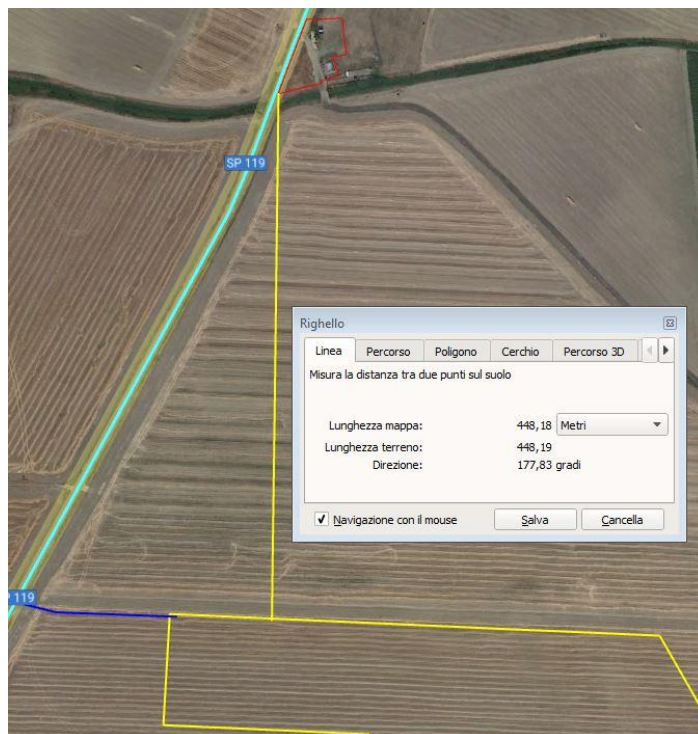 SP 119
Righello
Linea Percorso Poligono Cerchio Percorso 3D
Misura la distanza tra due punti sul suolo
Lunghezza mappa: 448,18 Metri
Lunghezza terreno: 448,19
Direzione: 177,83 gradi
Navigazione con il mouse Salva Cancella
P 119